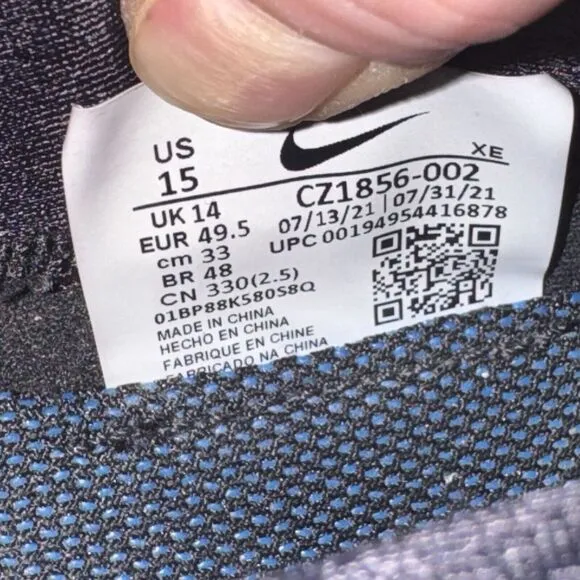 US
15
XE
UK 14
CZ1856-002
EUR 49.5
07/13/21 | 07/31/21
cm 33
UPC 00194954416878
BR 48
CN 330(2.5)
01BP88K580S8Q
MADE IN CHINA
HECHO EN CHINA
FABRIQUE EN CHINE
FABRICADO NA CHINA